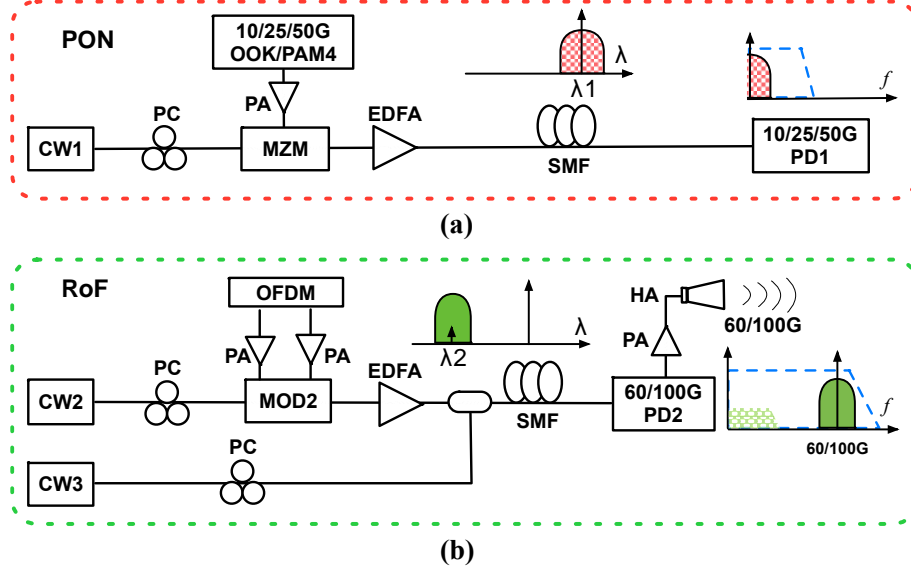 PON
10/25/50G
OOK/PAM4
PA
λ
λ1
f
PC
EDFA
CW1
MZM
SMF
10/25/50G
PD1
(a)
RoF
OFDM
HA
60/100G
λ
λ2
PA
PA
PA
PC
EDFA
CW2
MOD2
SMF
60/100G
PD2
f
60/100G
PC
CW3
(b)